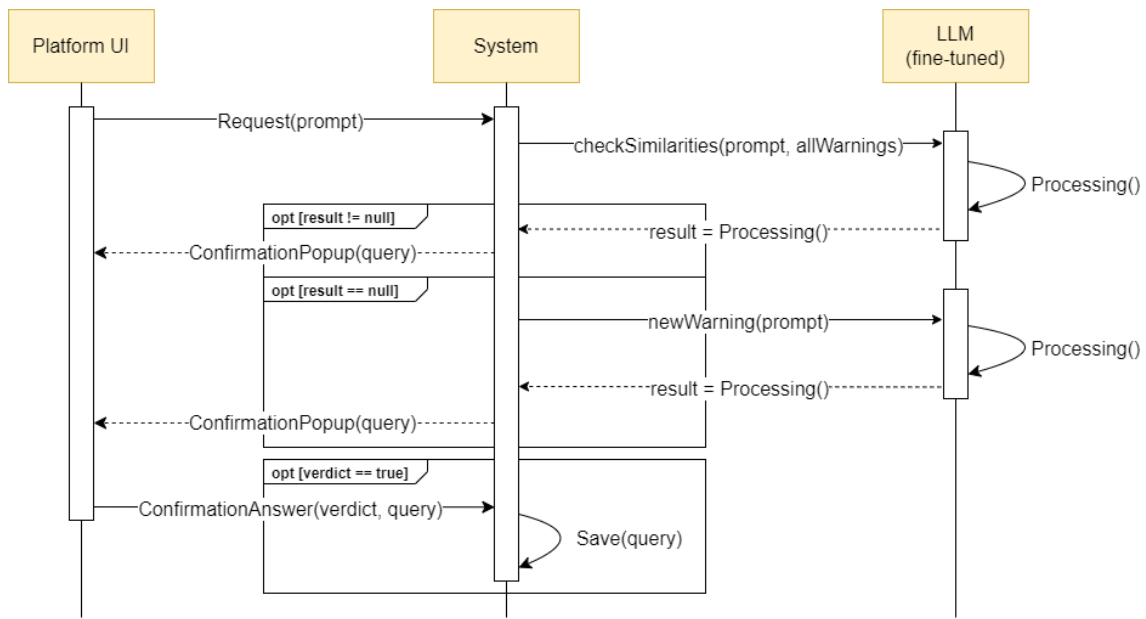 Platform UI
System
LLM
(fine-tuned)
Request(prompt)
checkSimilarities(prompt, allWarnings)
Processing()
opt [result != null]
result = Processing()
ConfirmationPopup(query)
opt [result == null]
newWarning(prompt)
Processing()
result = Processing()
ConfirmationPopup(query)
opt [verdict == true]
ConfirmationAnswer(verdict, query)
Save(query)